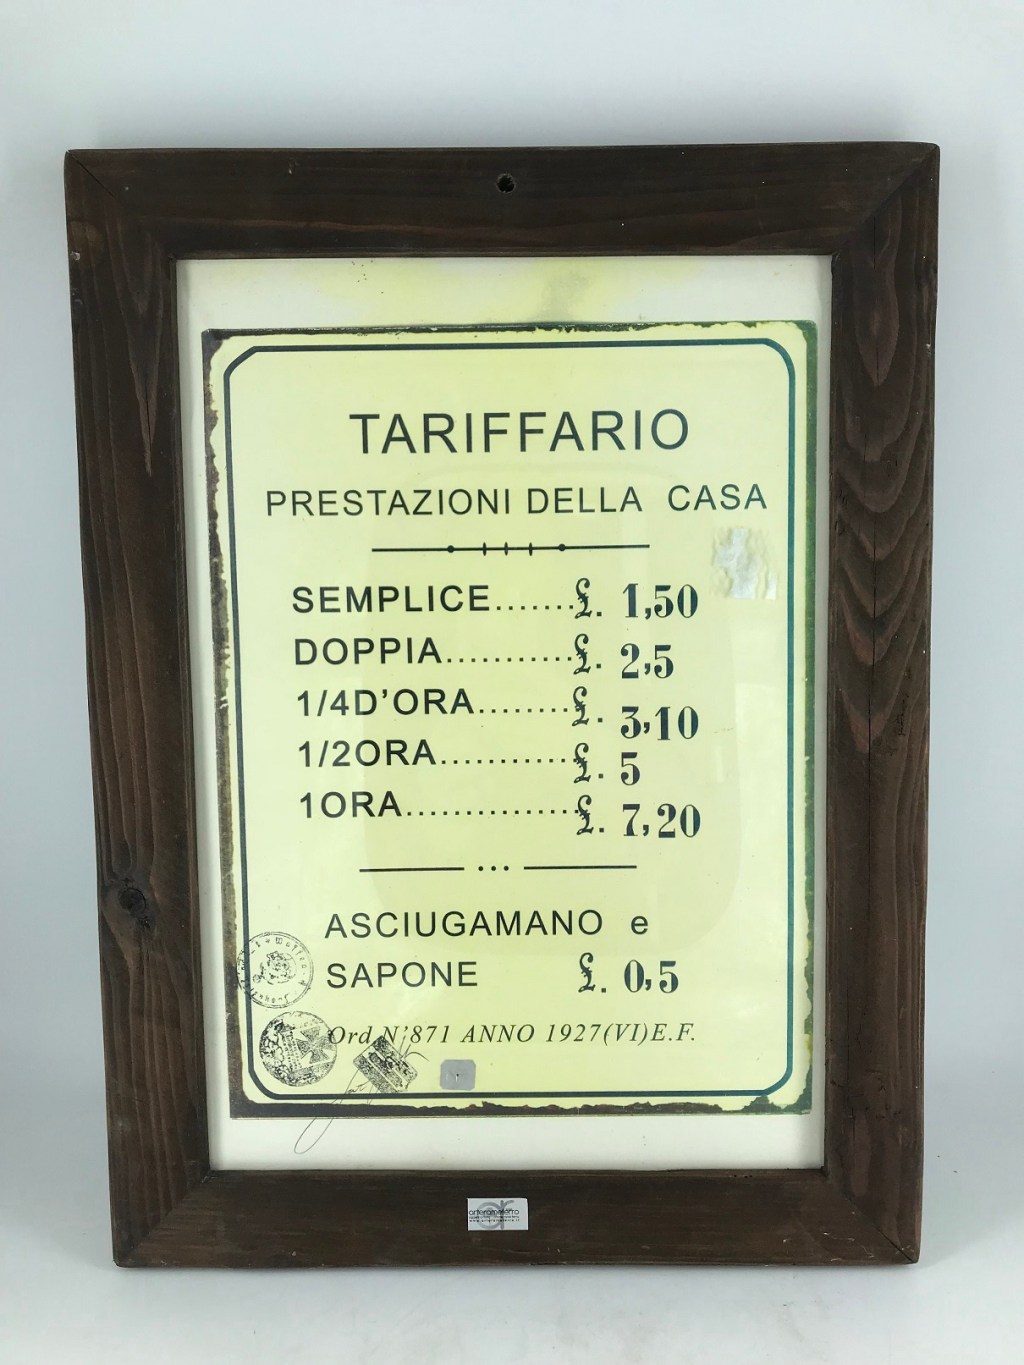 TARIFFARIO
PRESTAZIONI DELLA CASA
SEMPLICE.......£. 1,50
DOPPIA...........£. 2,5
1/4D'ORA........£. 3,10
1/2ORA...........£. 5
1ORA..............£. 7,20
ASCIUGAMANO e
SAPONE £. 0,5
Ord.N'871 ANNO 1927(VI)E.F.